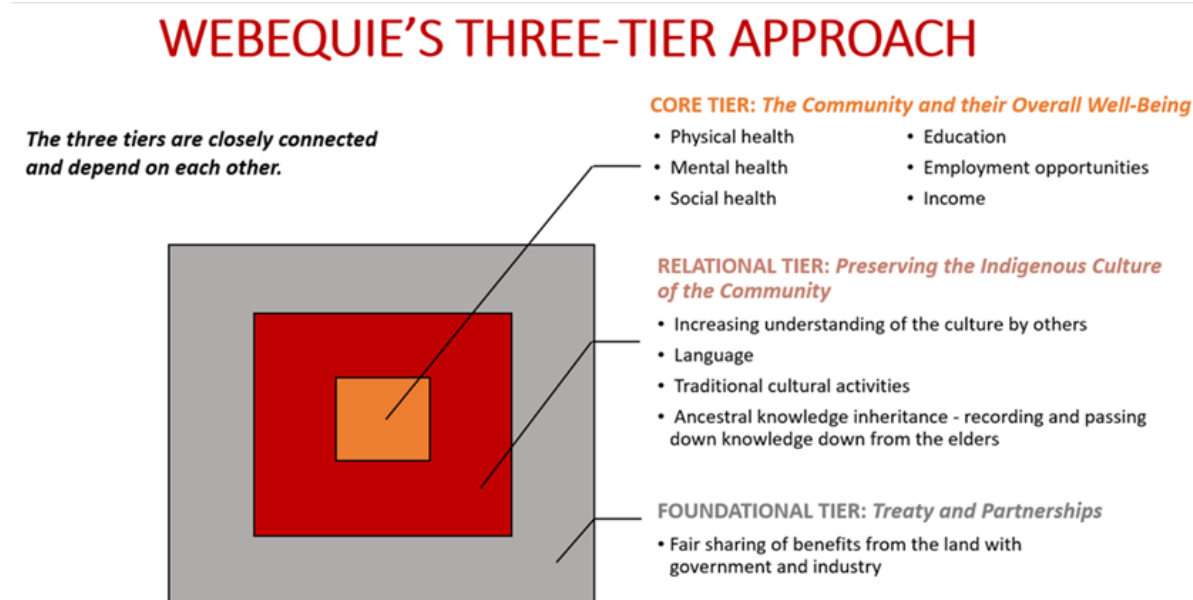 WEBEQUIE'S THREE-TIER APPROACH
The three tiers are closely connected
and depend on each other.
CORE TIER: The Community and their Overall Well-Being
• Physical health
• Mental health
• Social health
• Education
• Employment opportunities
• Income
RELATIONAL TIER: Preserving the Indigenous Culture
of the Community
• Increasing understanding of the culture by others
• Language
• Traditional cultural activities
• Ancestral knowledge inheritance - recording and passing
down knowledge down from the elders
FOUNDATIONAL TIER: Treaty and Partnerships
• Fair sharing of benefits from the land with
government and industry